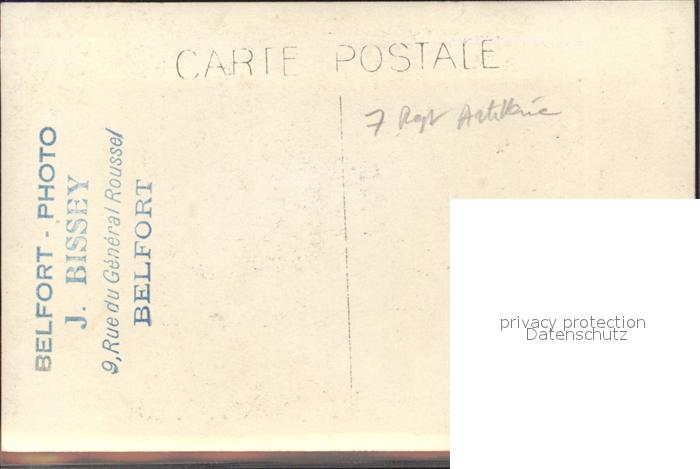 CARTE POSTALE
7 Regt Artillerie
BELFORT - PHOTO
J. BISSEY
9, Rue du Général Roussel
BELFORT
privacy protection
Datenschutz